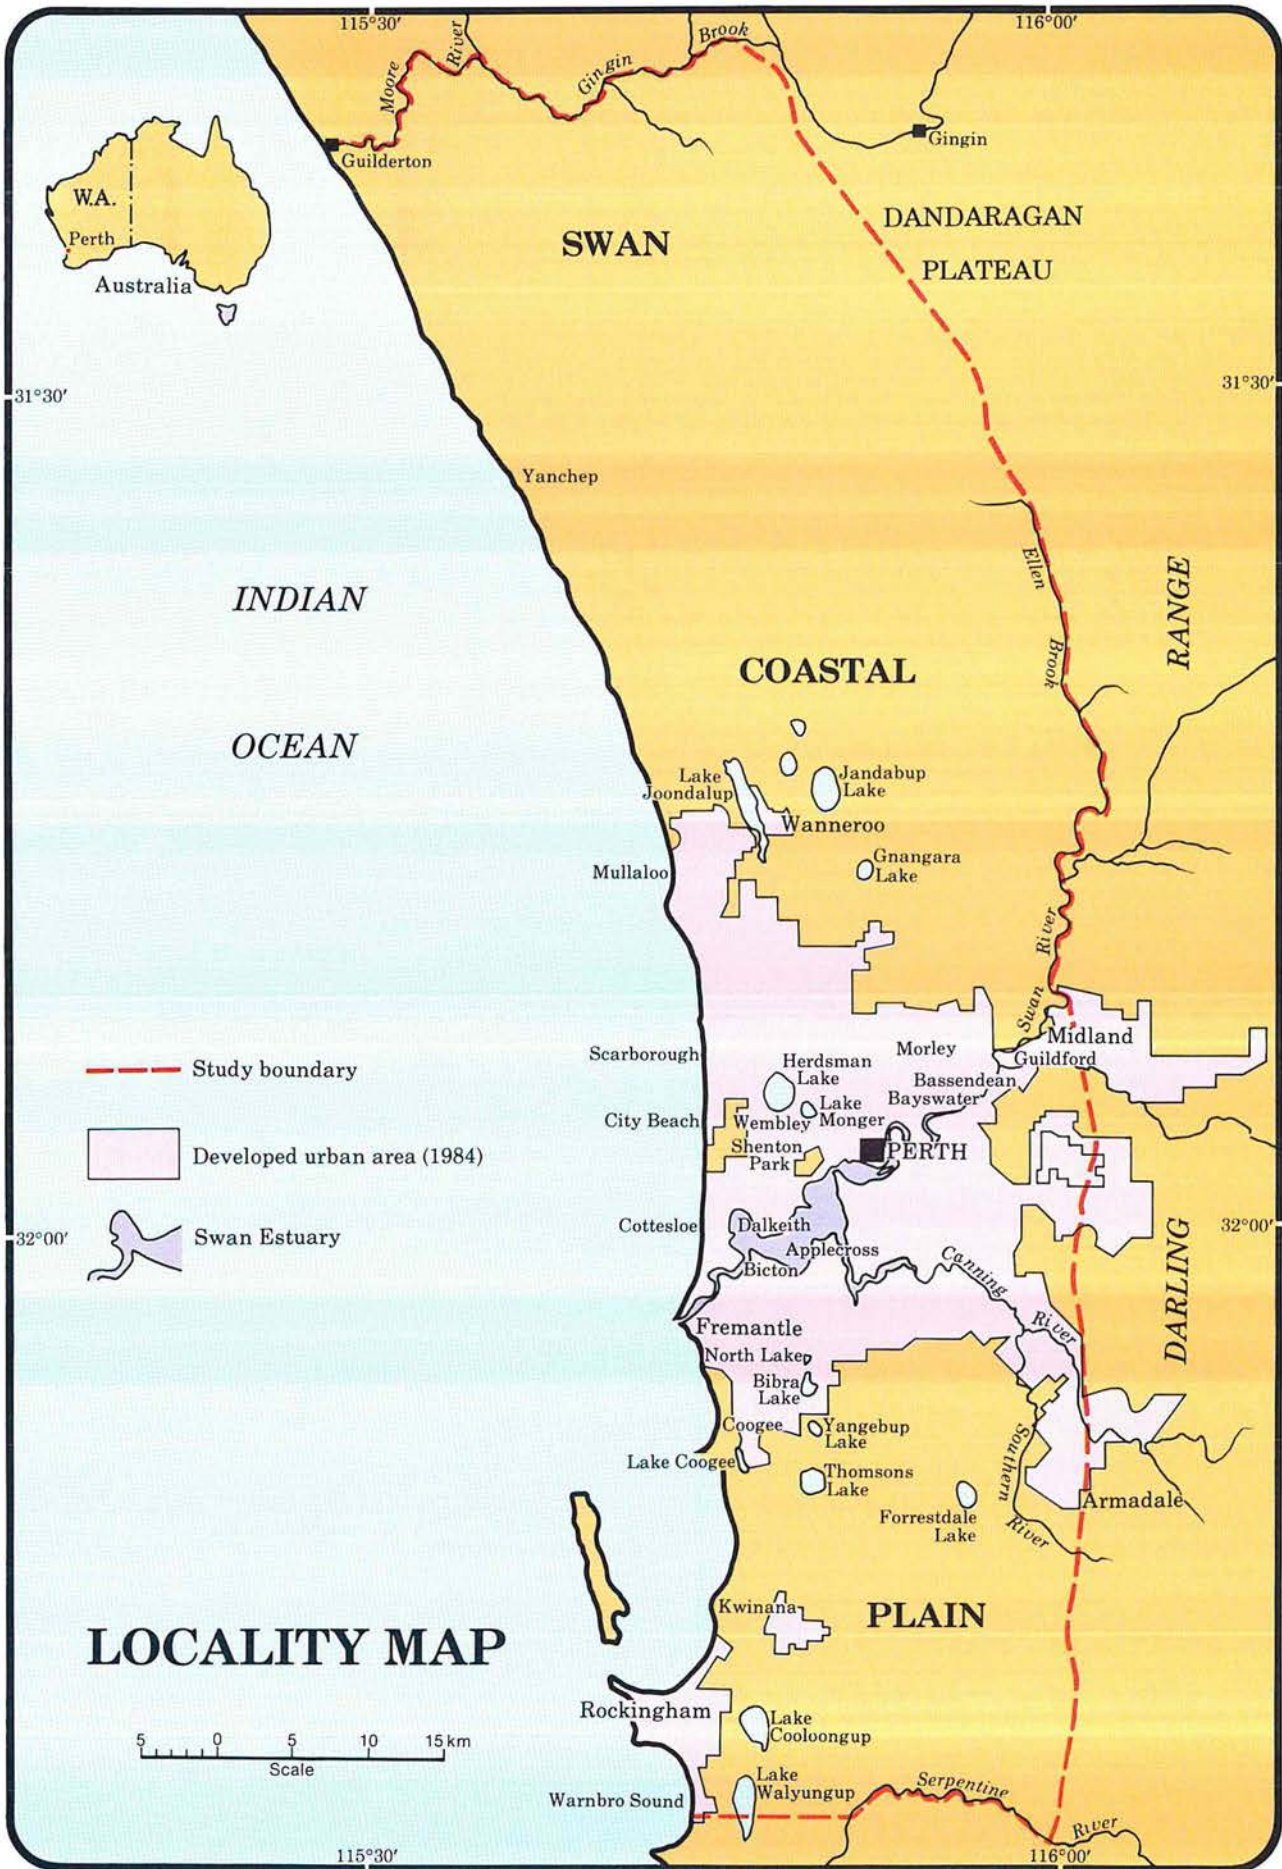 115°30′
116°00′
Moore
River
Gingin
Brook
Guilderton
Gingin
W.A.
Perth
Australia
SWAN
DANDARAGAN
PLATEAU
31°30′
31°30′
Yanchep
INDIAN
OCEAN
Ellen
Brook
RANGE
COASTAL
Lake
Joondalup
Jandabup
Lake
Wanneroo
Mullaloo
Gnangara
Lake
Swan
River
Midland
Guildford
Scarborough
Morley
Herdsman
Lake
Bassendean
Bayswater
City Beach
Wembley
Lake
Monger
Shenton
Park
PERTH
Study boundary
Developed urban area (1984)
Swan Estuary
32°00′
32°00′
Cottesloe
Dalkeith
Applecross
Bicton
Canning
River
DARLING
Fremantle
North Lake
Bibra
Lake
Coogee
Yangebup
Lake
Lake Coogee
Thomsons
Lake
Forrestdale
Lake
Southern
River
Armadale
Kwinana
PLAIN
LOCALITY MAP
Rockingham
Lake
Cooloongup
5 0 5 10 15 km
Scale
Warnbro Sound
Lake
Walyungup
Serpentine
River
115°30′
116°00′